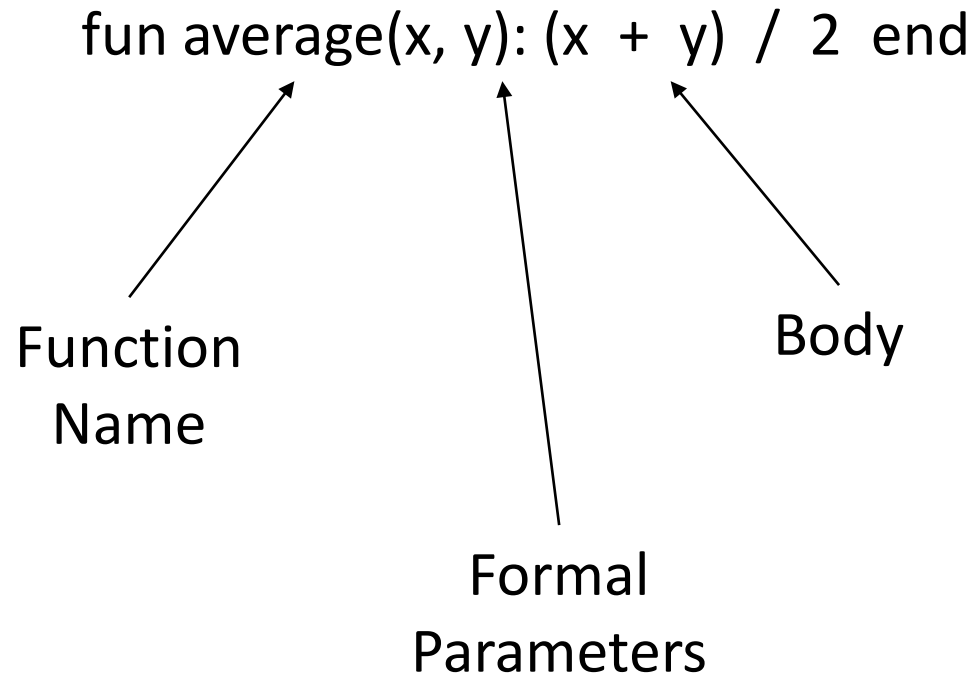 fun average(x, y): (x + y) / 2 end
Function
Name
Body
Formal
Parameters